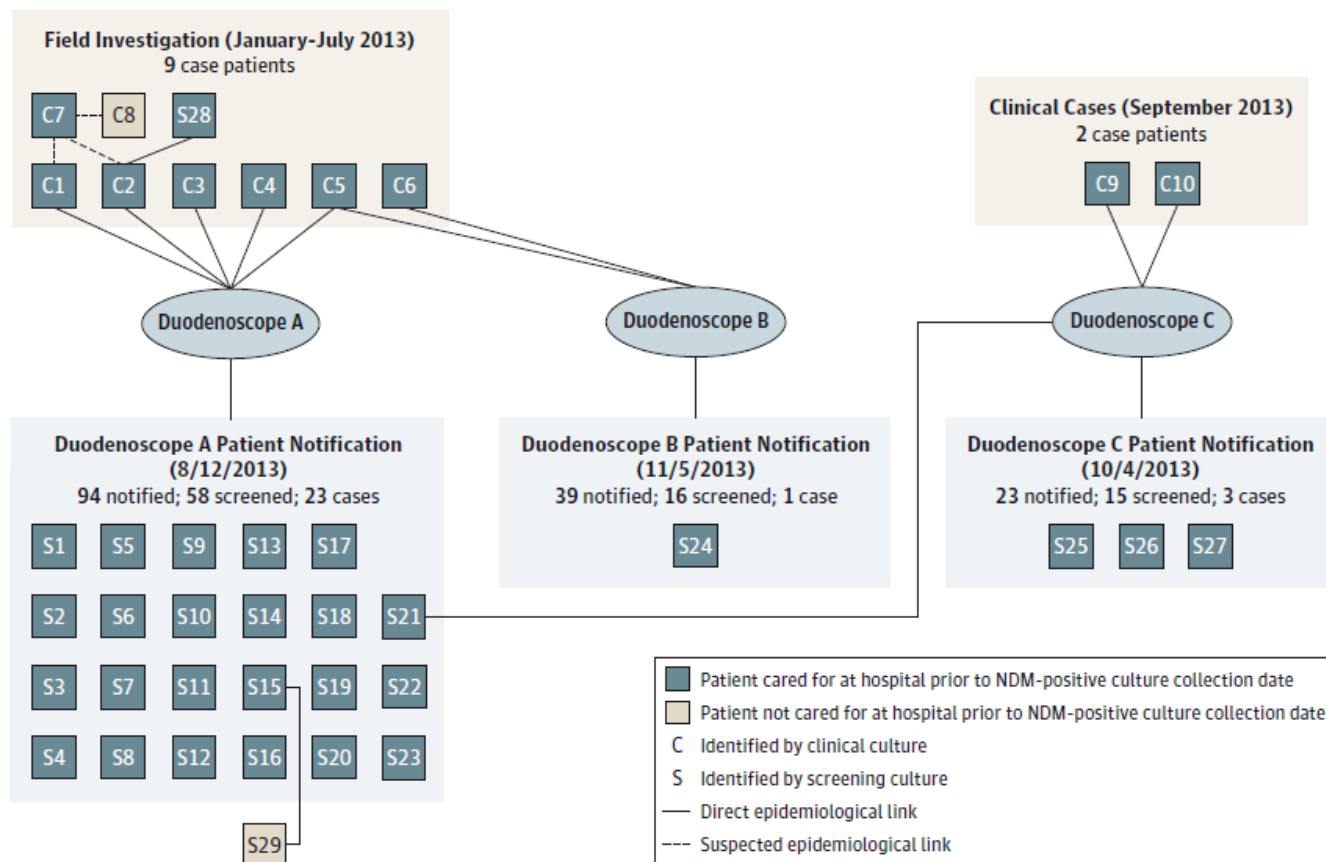 Field Investigation (January-July 2013)
9 case patients
C7 C8 S28
C1 C2 C3 C4 C5 C6
Clinical Cases (September 2013)
2 case patients
C9 C10
Duodenoscope A
Duodenoscope B
Duodenoscope C
Duodenoscope A Patient Notification
(8/12/2013)
94 notified; 58 screened; 23 cases
S1 S5 S9 S13 S17
S2 S6 S10 S14 S18 S21
S3 S7 S11 S15 S19 S22
S4 S8 S12 S16 S20 S23
S29
Duodenoscope B Patient Notification
(11/5/2013)
39 notified; 16 screened; 1 case
S24
Duodenoscope C Patient Notification
(10/4/2013)
23 notified; 15 screened; 3 cases
S25 S26 S27
Patient cared for at hospital prior to NDM-positive culture collection date
Patient not cared for at hospital prior to NDM-positive culture collection date
C Identified by clinical culture
S Identified by screening culture
Direct epidemiological link
Suspected epidemiological link